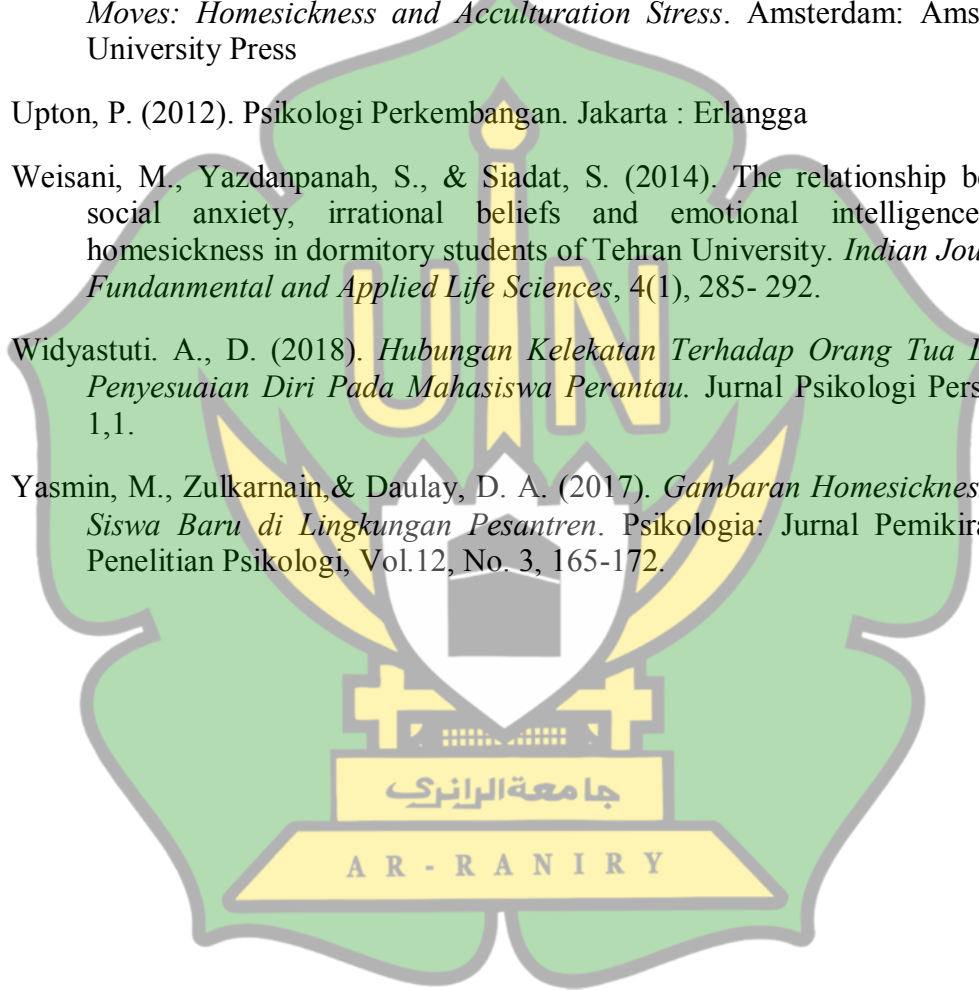 Moves: Homesickness and Acculturation Stress. Amsterdam: Ams
University Press
Upton, P. (2012). Psikologi Perkembangan. Jakarta : Erlangga
Weisani, M., Yazdanpanah, S., & Siadat, S. (2014). The relationship be
social anxiety, irrational beliefs and emotional intelligence
homesickness in dormitory students of Tehran University. Indian Jou
Fundanmental and Applied Life Sciences, 4(1), 285- 292.
Widyastuti. A., D. (2018). Hubungan Kelekatan Terhadap Orang Tua D
Penyesuaian Diri Pada Mahasiswa Perantau. Jurnal Psikologi Pers
1,1.
Yasmin, M., Zulkarnain,& Daulay, D. A. (2017). Gambaran Homesicknes
Siswa Baru di Lingkungan Pesantren. Psikologia: Jurnal Pemikira
Penelitian Psikologi, Vol.12, No. 3, 165-172.
UIN
جامعة الرانري
AR-RANIRY